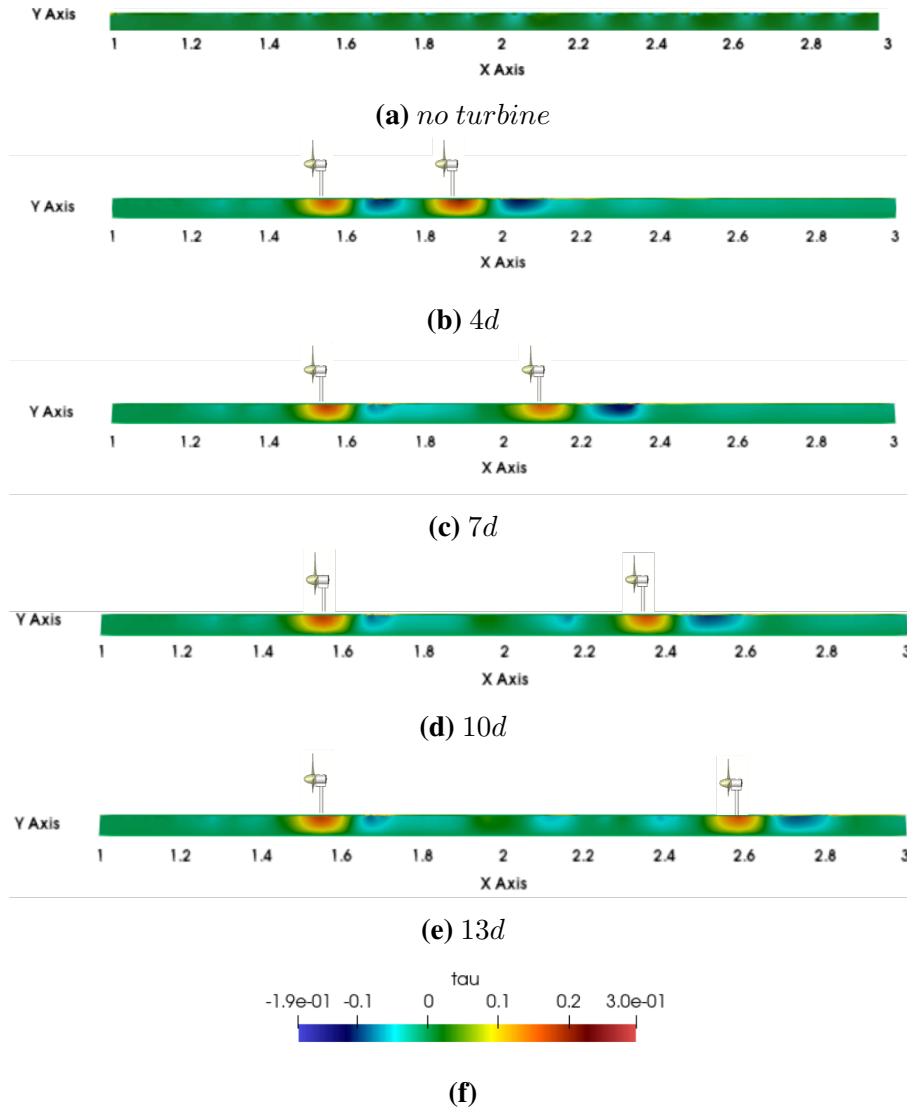 Y Axis
1 1.2 1.4 1.6 1.8 2 2.2 2.4 2.6 2.8 3
X Axis
(a) no turbine
Y Axis
1 1.2 1.4 1.6 1.8 2 2.2 2.4 2.6 2.8 3
X Axis
(b) 4d
Y Axis
1 1.2 1.4 1.6 1.8 2 2.2 2.4 2.6 2.8 3
X Axis
(c) 7d
Y Axis
1 1.2 1.4 1.6 1.8 2 2.2 2.4 2.6 2.8 3
X Axis
(d) 10d
Y Axis
1 1.2 1.4 1.6 1.8 2 2.2 2.4 2.6 2.8 3
X Axis
(e) 13d
tau
-1.9e-01 -0.1 0 0.1 0.2 3.0e-01
(f)